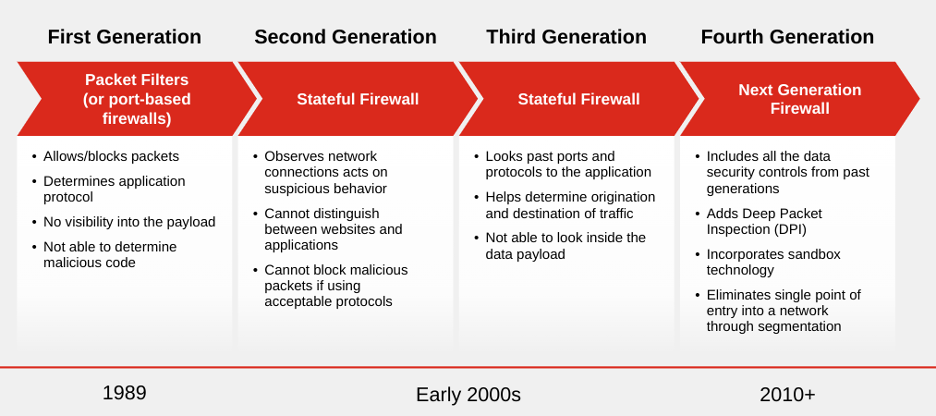 First Generation
Second Generation
Third Generation
Fourth Generation
Packet Filters
(or port-based
firewalls)
Stateful Firewall
Stateful Firewall
Next Generation
Firewall
• Allows/blocks packets
• Determines application
protocol
• No visibility into the payload
• Not able to determine
malicious code
• Observes network
connections acts on
suspicious behavior
• Cannot distinguish
between websites and
applications
• Cannot block malicious
packets if using
acceptable protocols
• Looks past ports and
protocols to the application
• Helps determine origination
and destination of traffic
• Not able to look inside the
data payload
• Includes all the data
security controls from past
generations
• Adds Deep Packet
Inspection (DPI)
• Incorporates sandbox
technology
• Eliminates single point of
entry into a network
through segmentation
1989
Early 2000s
2010+